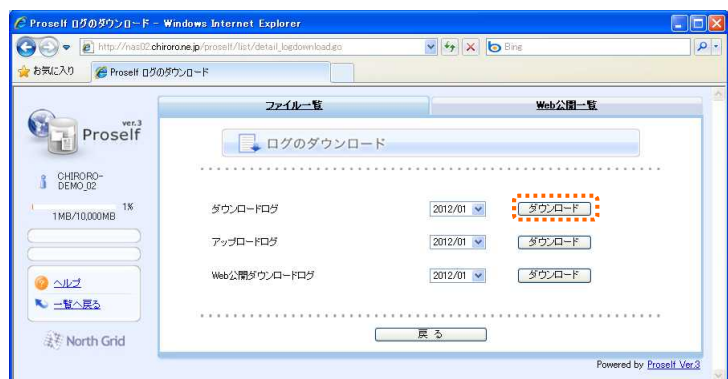 Proself ログのダウンロード - Windows Internet Explorer
http://nas02.chiroro.ne.jp/proself/list/detail_logdownload.go
Bing
お気に入り
Proself ログのダウンロード
ver.3
Proself
ファイル一覧
Web公開一覧
ログのダウンロード
CHIRORO-
DEMO_02
1%
1MB/10,000MB
ダウンロードログ 2012/01 ダウンロード
アップロードログ 2012/01 ダウンロード
Web公開ダウンロードログ 2012/01 ダウンロード
ヘルプ
一覧へ戻る
戻る
North Grid
Powered by Proself Ver.3